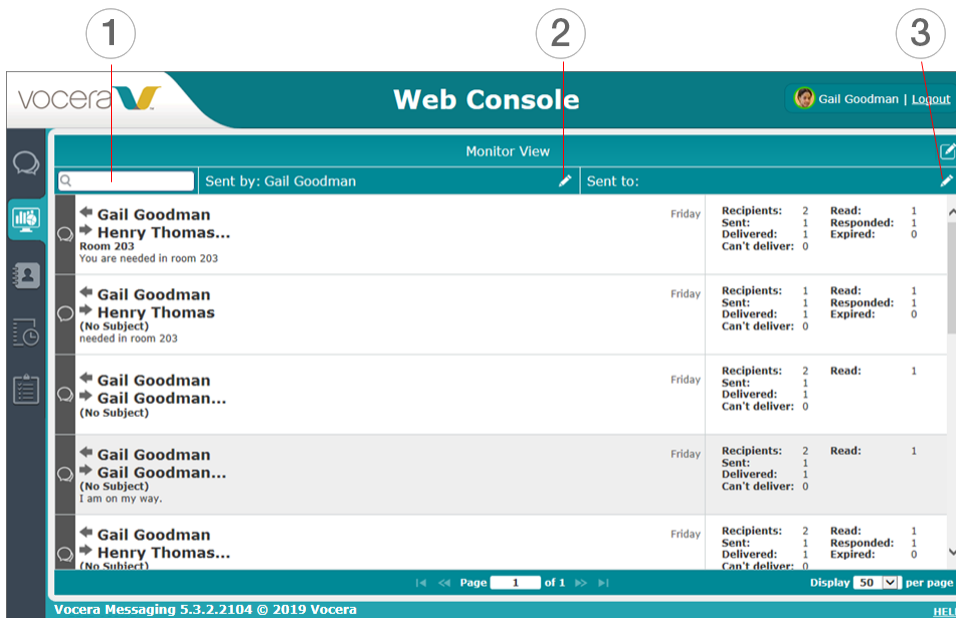 1 2 3
vocera
Web Console
Gail Goodman | Logout
Monitor View
Sent by: Gail Goodman
Sent to:
Gail Goodman
Henry Thomas...
Room 203
You are needed in room 203
Friday
Recipients: 2 Read: 1
Sent: 1 Responded: 1
Delivered: 1 Expired: 0
Can't deliver: 0
Gail Goodman
Henry Thomas
(No Subject)
needed in room 203
Friday
Recipients: 1 Read: 1
Sent: 1 Responded: 1
Delivered: 1 Expired: 0
Can't deliver: 0
Gail Goodman
Gail Goodman...
(No Subject)
Friday
Recipients: 2 Read: 1
Sent: 1
Delivered: 1
Can't deliver: 0
Gail Goodman
Gail Goodman...
(No Subject)
I am on my way.
Friday
Recipients: 2 Read: 1
Sent: 1
Delivered: 1
Can't deliver: 0
Gail Goodman
Henry Thomas...
(No Subject)
Friday
Recipients: 2 Read: 1
Sent: 1 Responded: 1
Delivered: 1 Expired: 0
Can't deliver: 0
Page 1 of 1
Display 50 per page
Vocera Messaging 5.3.2.2104 © 2019 Vocera
HEL